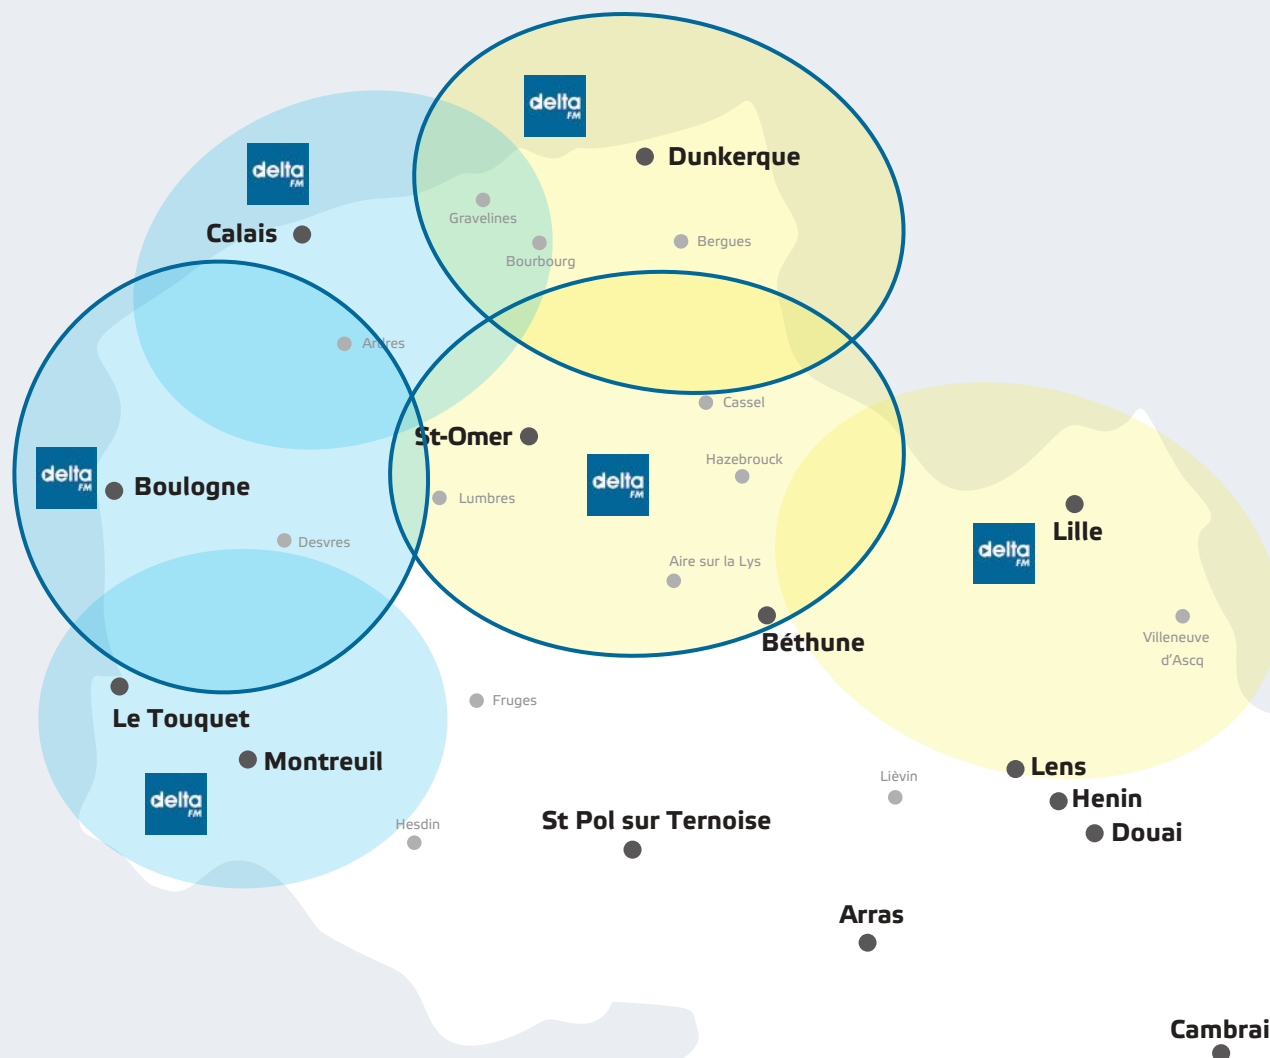 delta
FM
Dunkerque
delta
FM
Gravelines
Calais
Bergues
Bourbourg
Ardres
Cassel
St-Omer
Hazebrouck
delta
FM
Boulogne
delta
FM
Lumbres
Lille
Desvres
delta
FM
Aire sur la Lys
Béthune
Villeneuve
d'Ascq
Fruges
Le Touquet
Montreuil
Lens
Lièvin
delta
FM
Henin
Hesdin
St Pol sur Ternoise
Douai
Arras
Cambrai